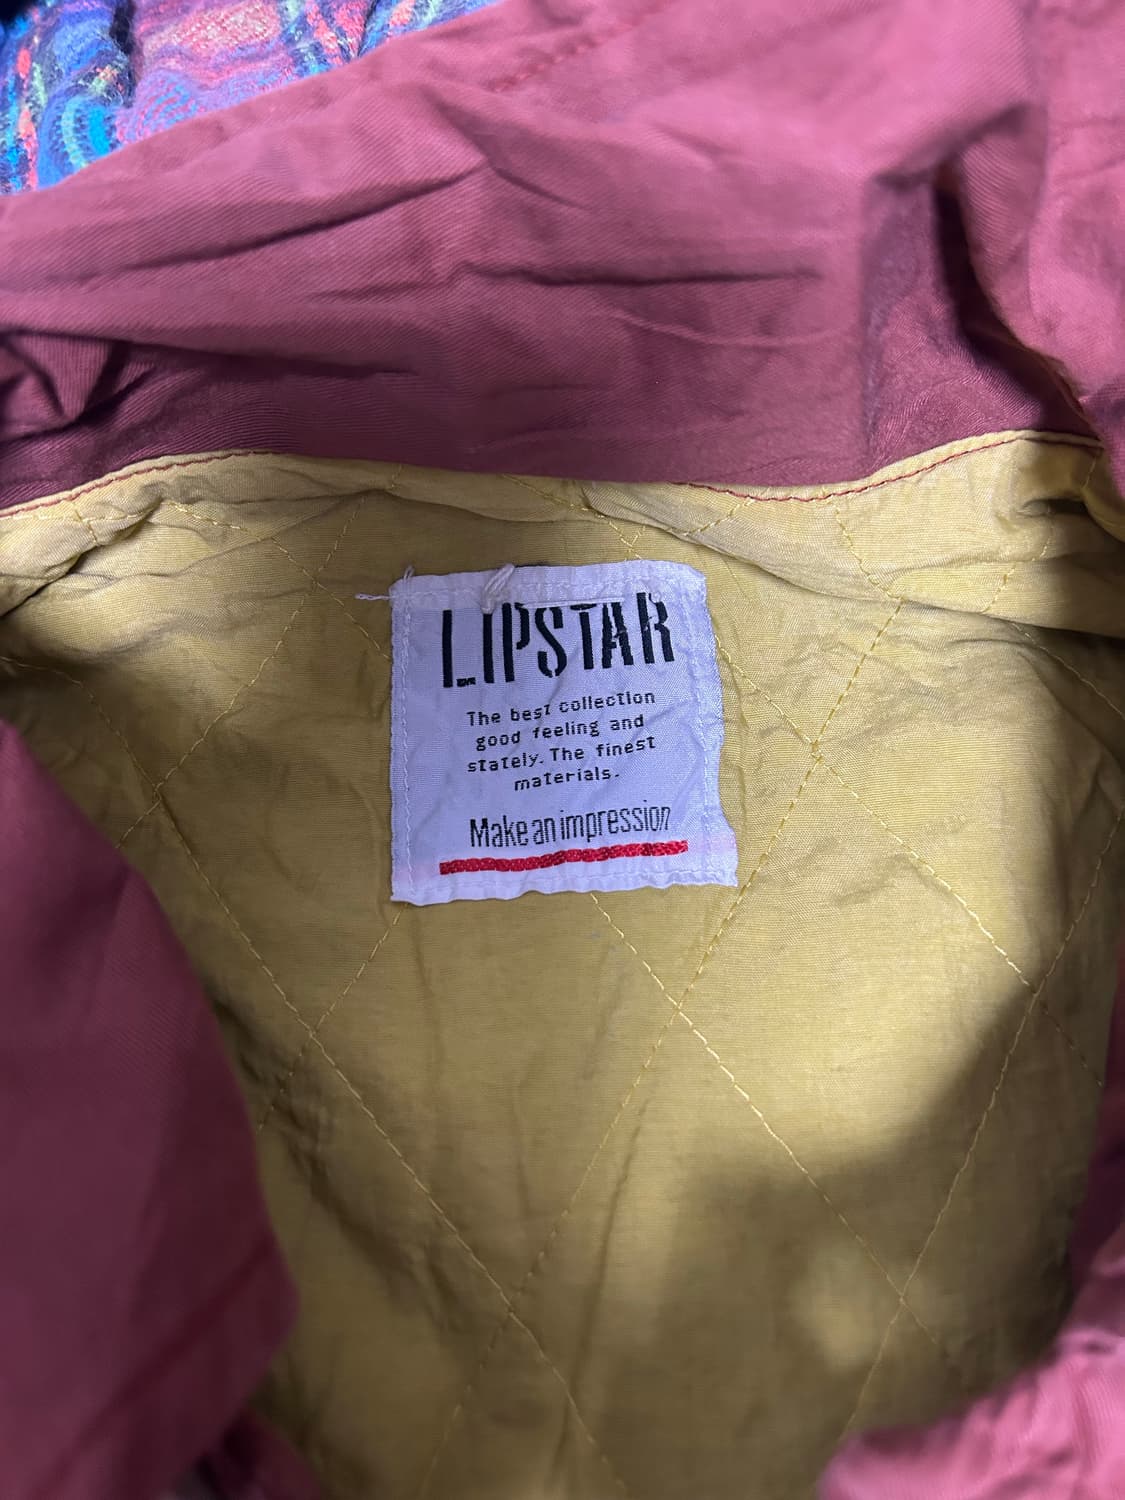 LIPSTAR
The best collection
good feeling and
stately. The finest
materials.
Make an impression